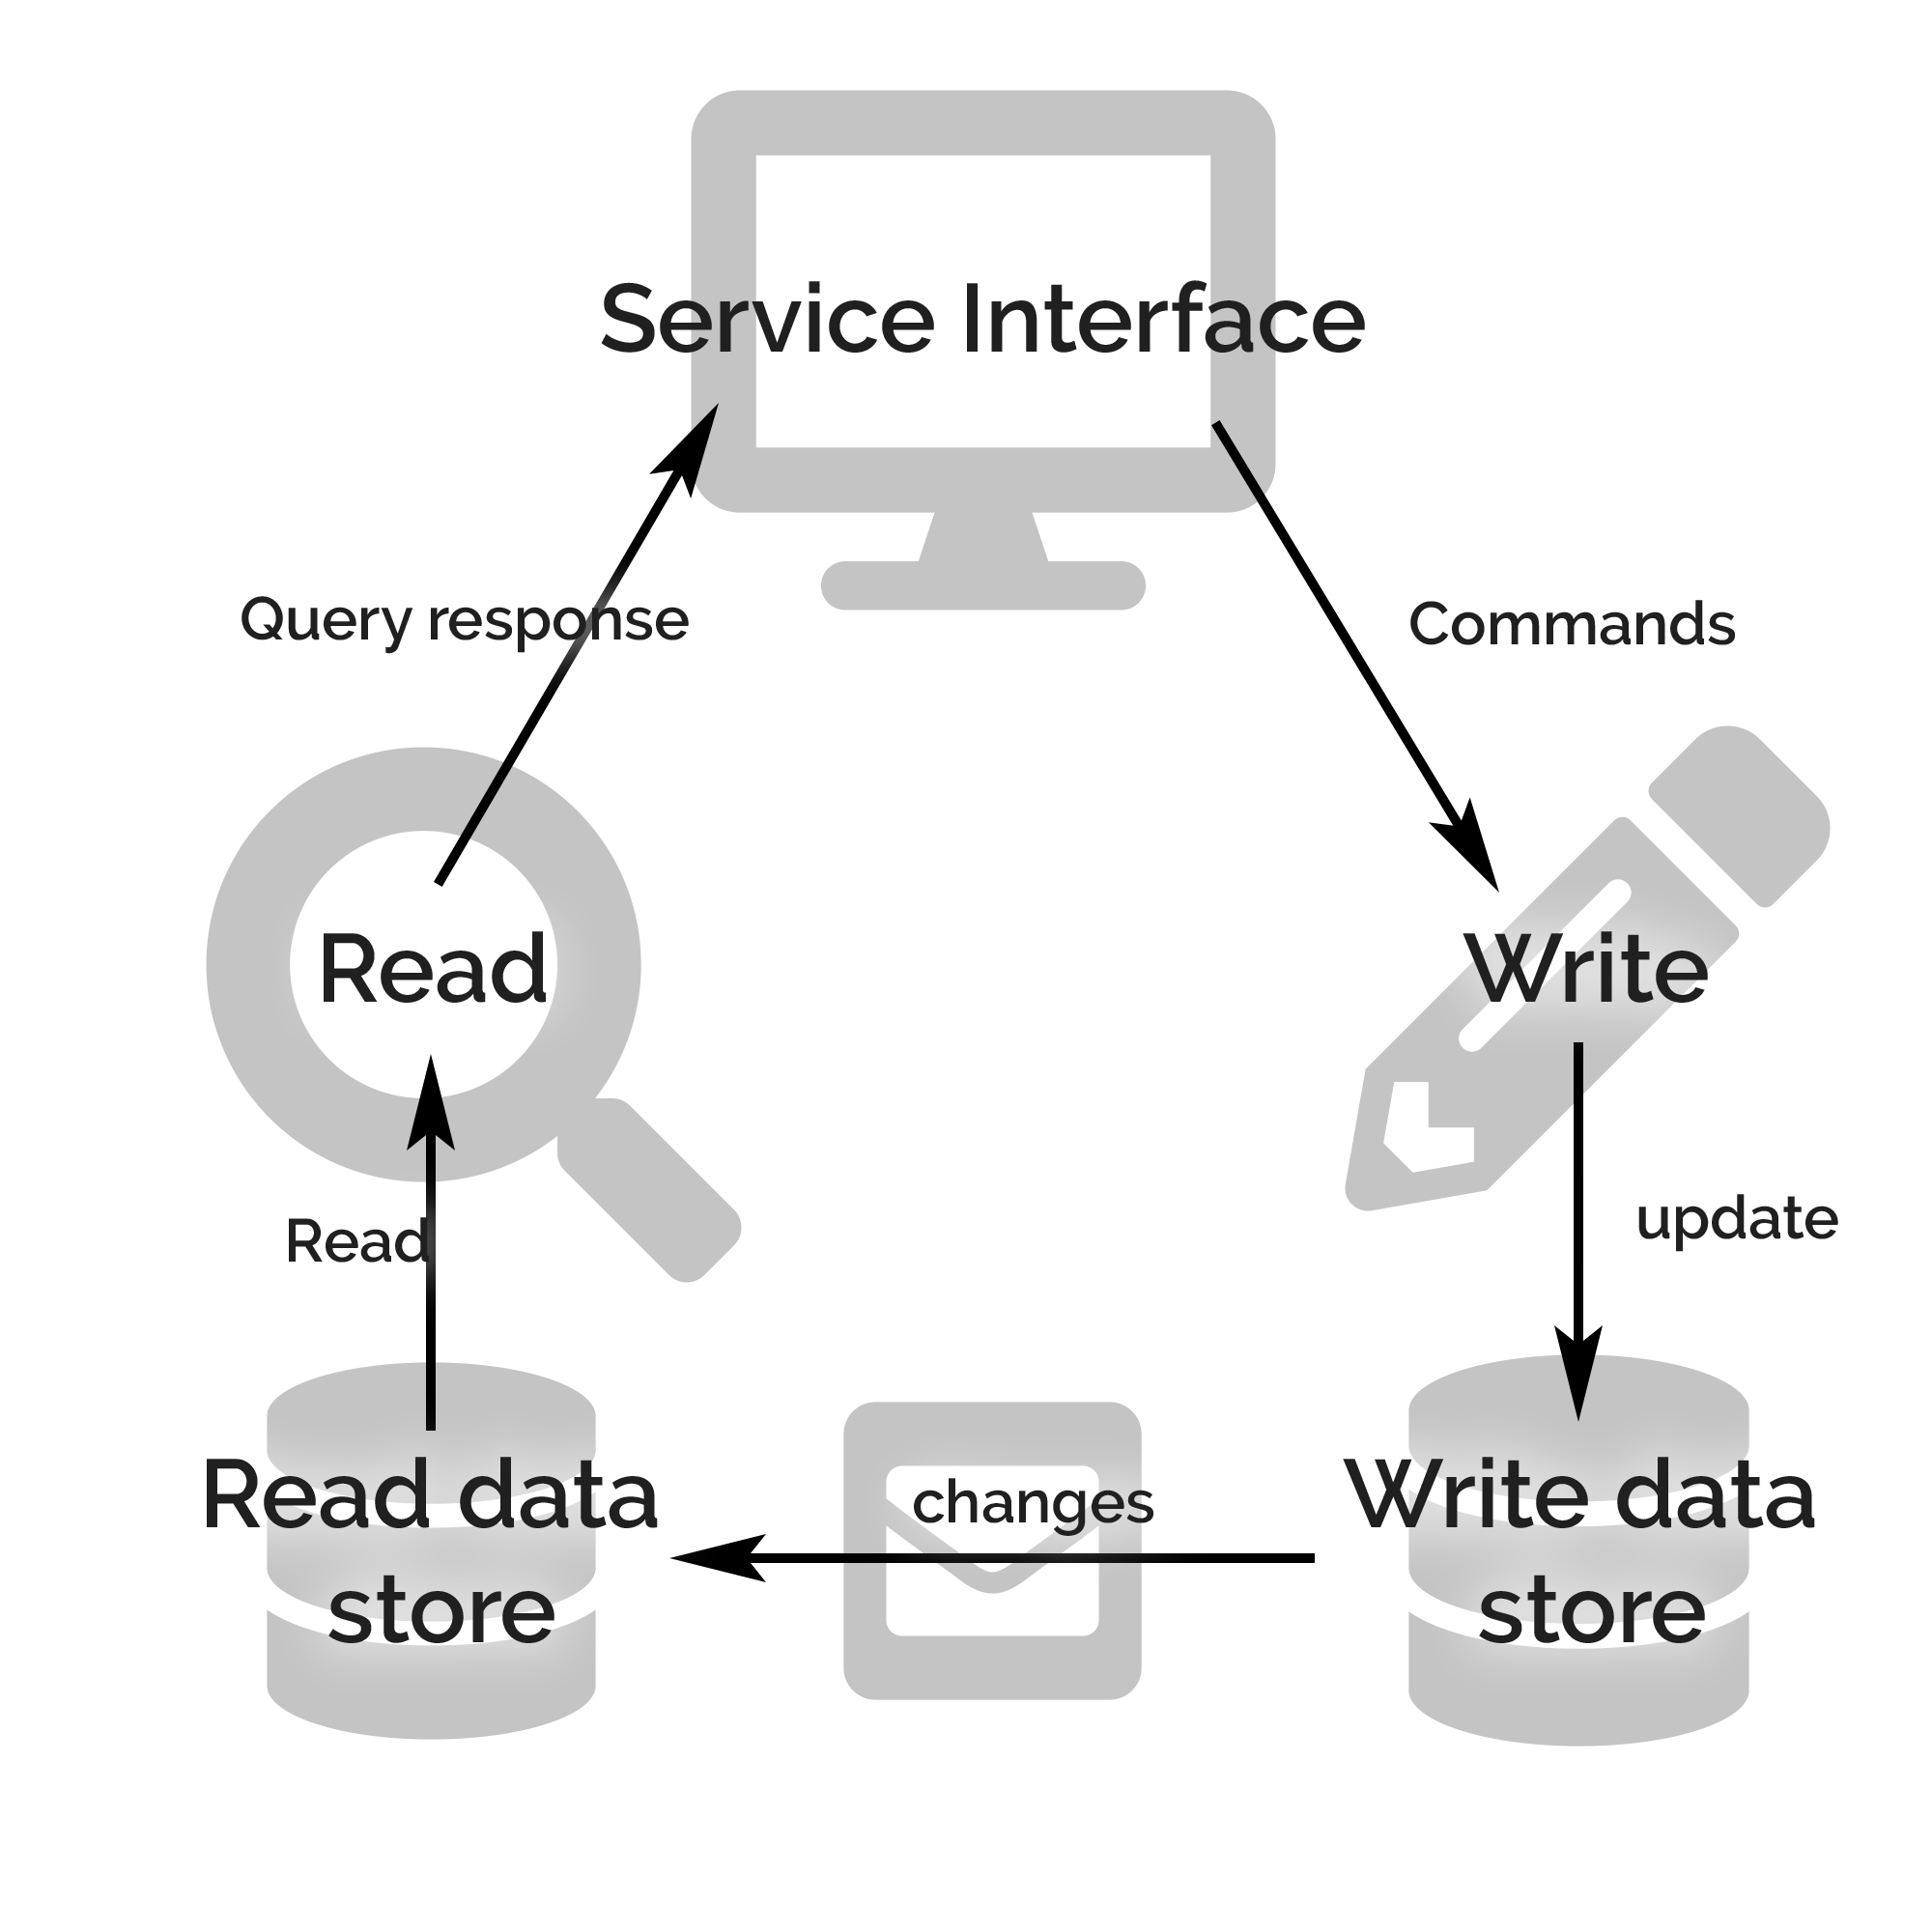 Service Interface
Query response
Commands
Read
Write
Read
update
Read data
store
changes
Write data
store